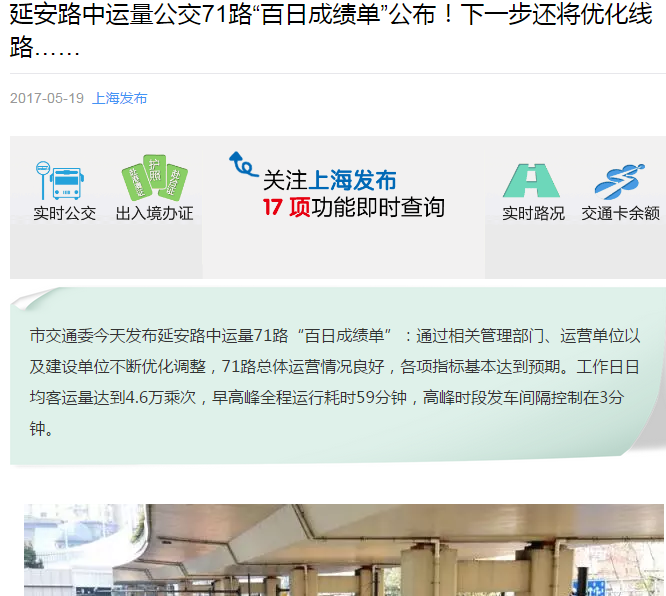 延安路中运量公交71路“百日成绩单”公布！下一步还将优化线
路……
2017-05-19 上海发布
赴港澳证 护照 赴台证
关注上海发布
17 项功能即时查询
实时公交 出入境办证 实时路况 交通卡余额
市交通委今天发布延安路中运量71路“百日成绩单”：通过相关管理部门、运营单位以
及建设单位不断优化调整，71路总体运营情况良好，各项指标基本达到预期。工作日日
均客运量达到4.6万乘次，早高峰全程运行耗时59分钟，高峰时段发车间隔控制在3分
钟。